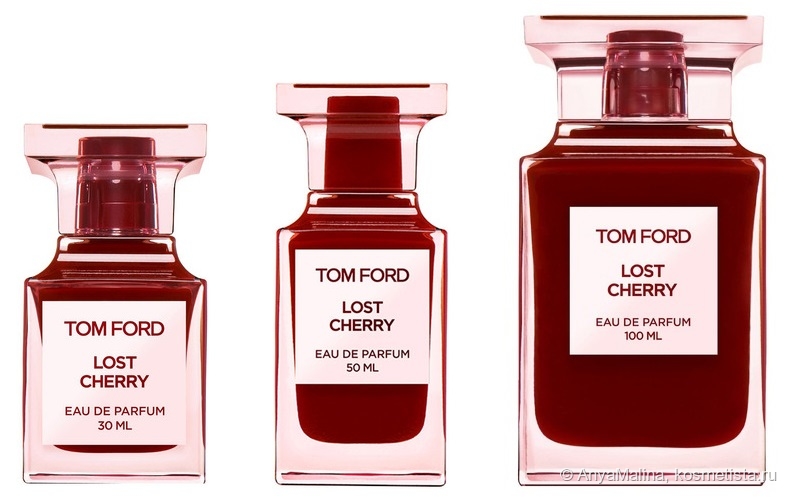 TOM FORD
LOST
CHERRY
EAU DE PARFUM
30 ML
TOM FORD
LOST
CHERRY
EAU DE PARFUM
50 ML
TOM FORD
LOST
CHERRY
EAU DE PARFUM
100 ML
© AnyaMalina, kosmetista.ru